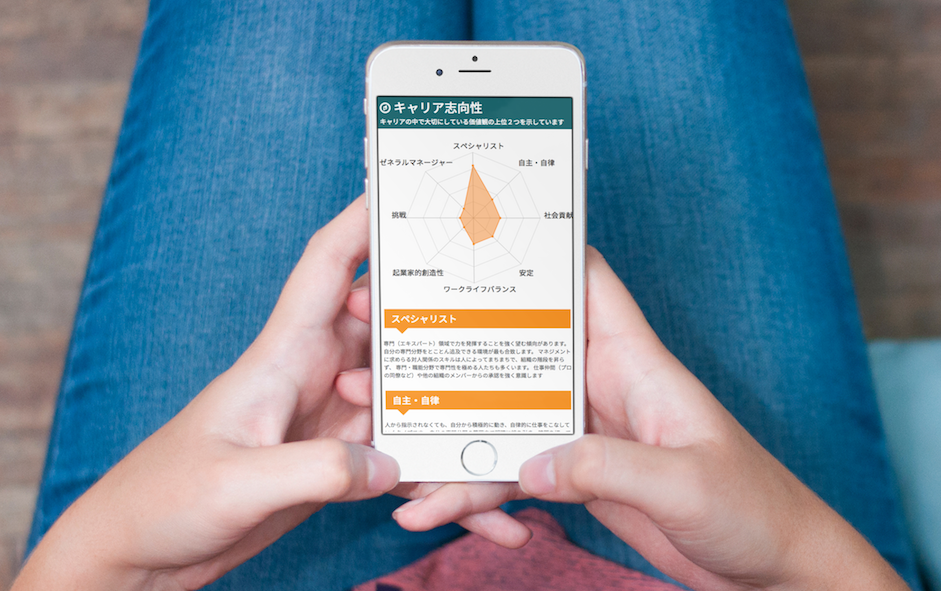 キャリア志向性
キャリアの中で大切にしている価値観の上位２つを示しています
スペシャリスト
ゼネラルマネージャー
自主・自律
挑戦
社会貢献
起業家的創造性
安定
ワークライフバランス
スペシャリスト
専門（エキスパート）領域で力を発揮することを強く望む傾向があります。
自分の専門分野をとことん追及できる環境が最も合致します。 マネジメント
に求めらる対人関係のスキルは人によってまちまちで、組織の階段を昇ら
ず、専門・職能分野で専門性を極める人たちも多くいます。 仕事仲間（プロ
の同僚など）や他の組織のメンバーからの承認を強く意識します
自主・自律
人から指示されなくても、自分から積極的に動き、自律的に仕事をこなして